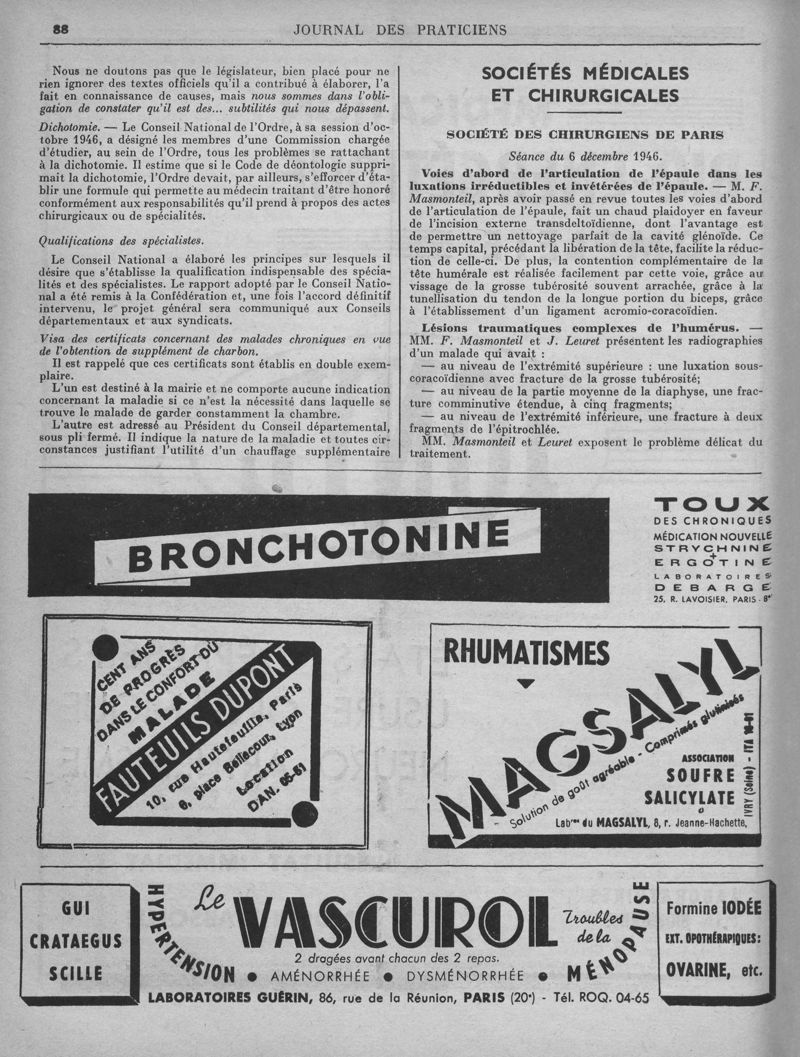 88
JOURNAL DES PRATICIENS
Nous ne doutons pas que le législateur, bien placé pour ne
rien ignorer des textes officiels qu'il a contribué à élaborer, l'a
fait en connaissance de causes, mais nous sommes dans l'obli-
gation de constater qu'il est des... subtilités qui nous dépassent.
Dichotomie. — Le Conseil National de l'Ordre, à sa session d'oc-
tobre 1946, a désigné les membres d'une Commission chargée
d'étudier, au sein de l'Ordre, tous les problèmes se rattachant
à la dichotomie. Il estime que si le Code de déontologie suppri-
mait la dichotomie, l'Ordre devait, par ailleurs, s'efforcer d'éta-
blir une formule qui permette au médecin traitant d'être honoré
conformément aux responsabilités qu'il prend à propos des actes
chirurgicaux ou de spécialités.
Qualifications des spécialistes.
Le Conseil National a élaboré les principes sur lesquels il
désire que s'établisse la qualification indispensable des spécia-
lités et des spécialistes. Le rapport adopté par le Conseil Natio-
nal a été remis à la Confédération et, une fois l'accord définitif
intervenu, le projet général sera communiqué aux Conseils
départementaux et aux syndicats.
Visa des certificats concernant des malades chroniques en vue
de l'obtention de supplément de charbon.
Il est rappelé que ces certificats sont établis en double exem-
plaire.
L'un est destiné à la mairie et ne comporte aucune indication
concernant la maladie si ce n'est la nécessité dans laquelle se
trouve le malade de garder constamment la chambre.
L'autre est adressé au Président du Conseil départemental,
sous pli fermé. Il indique la nature de la maladie et toutes cir-
constances justifiant l'utilité d'un chauffage supplémentaire
SOCIÉTÉS MÉDICALES
ET CHIRURGICALES
SOCIÉTÉ DES CHIRURGIENS DE PARIS
Séance du 6 décembre 1946.
Voies d'abord de l'articulation de l'épaule dans les
luxations irréductibles et invétérées de l'épaule. — M. F.
Masmonteil, après avoir passé en revue toutes les voies d'abord
de l'articulation de l'épaule, fait un chaud plaidoyer en faveur
de l'incision externe transdeltoïdienne, dont l'avantage est
de permettre un nettoyage parfait de la cavité glénoïde. Ce
temps capital, précédant la libération de la tête, facilite la réduc-
tion de celle-ci. De plus, la contention complémentaire de la
tête humérale est réalisée facilement par cette voie, grâce au
vissage de la grosse tubérosité souvent arrachée, grâce à la
tunellisation du tendon de la longue portion du biceps, grâce
à l'établissement d'un ligament acromio-coracoïdien.
Lésions traumatiques complexes de l'humérus. —
MM. F. Masmonteil et J. Leuret présentent les radiographies
d'un malade qui avait :
— au niveau de l'extrémité supérieure : une luxation sous-
coracoïdienne avec fracture de la grosse tubérosité;
— au niveau de la partie moyenne de la diaphyse, une frac-
ture comminutive étendue, à cinq fragments;
— au niveau de l'extrémité inférieure, une fracture à deux
fragments de l'épitrochlée.
MM. Masmonteil et Leuret exposent le problème délicat du
traitement.
BRONCHOTONINE
TOUX
DES CHRONIQUES
MÉDICATION NOUVELLE
STRYCHNINE
+
ERGOTINE
LABORATOIRES
DEBARGE
25, R. LAVOISIER, PARIS-8e
CENT ANS
DE PROGRÈS
DANS LE CONFORT DU
MALADE
FAUTEUILS DUPONT
10, rue Hautefeuille, Paris
6, place Bellecour, Lyon
Location
DAN. 05-61
RHUMATISMES
MAGSALYL
Solution de goût agréable - Comprimés glutinisés
ASSOCIATION
SOUFRE
SALICYLATE
Labres du MAGSALYL, 8, r. Jeanne-Hachette,
IVRY (Seine) - ITA
GUI
CRATAEGUS
SCILLE
HYPERTENSION
Le
VASCUROL
Troubles
de la
MÉNOPAUSE
2 dragées avant chacun des 2 repas.
● AMÉNORRHÉE ● DYSMÉNORRHÉE ●
LABORATOIRES GUÉRIN, 86, rue de la Réunion, PARIS (20e) - Tél. ROQ. 04-65
Formine IODÉE
EXT. OPOTHÉRAPIQUES:
OVARINE, etc.